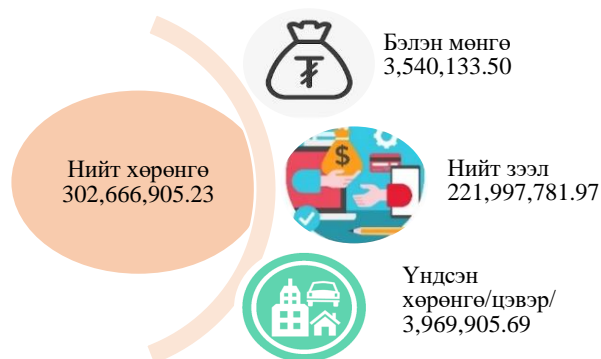 Бэлэн мөнгө
3,540,133.50
Нийт хөрөнгө
302,666,905.23
₮
$
Нийт зээл
221,997,781.97
Үндсэн
хөрөнгө/цэвэр/
3,969,905.69